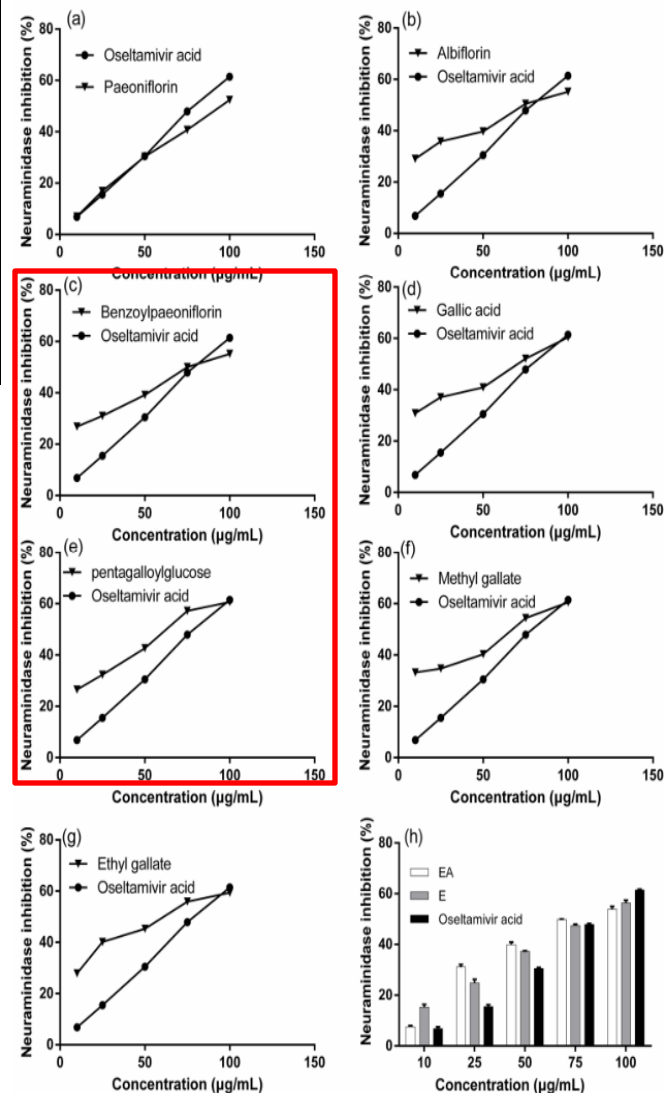 (a)
Oseltamivir acid
Paeoniflorin
Neuraminidase inhibition (%)
80
60
40
20
0
0 50 100 150
Concentration (µg/mL)
(b)
Albiflorin
Oseltamivir acid
Neuraminidase inhibition (%)
80
60
40
20
0
0 50 100 150
Concentration (µg/mL)
(c)
Benzoylpaeoniflorin
Oseltamivir acid
Neuraminidase inhibition (%)
80
60
40
20
0
0 50 100 150
Concentration (µg/mL)
(d)
Gallic acid
Oseltamivir acid
Neuraminidase inhibition (%)
80
60
40
20
0
0 50 100 150
Concentration (µg/mL)
(e)
pentagalloylglucose
Oseltamivir acid
Neuraminidase inhibition (%)
80
60
40
20
0
0 50 100 150
Concentration (µg/mL)
(f)
Methyl gallate
Oseltamivir acid
Neuraminidase inhibition (%)
80
60
40
20
0
0 50 100 150
Concentration (µg/mL)
(g)
Ethyl gallate
Oseltamivir acid
Neuraminidase inhibition (%)
80
60
40
20
0
0 50 100 150
Concentration (µg/mL)
(h)
EA
E
Oseltamivir acid
Neuraminidase inhibition (%)
80
60
40
20
0
10 25 50 75 100
Concentration (µg/mL)